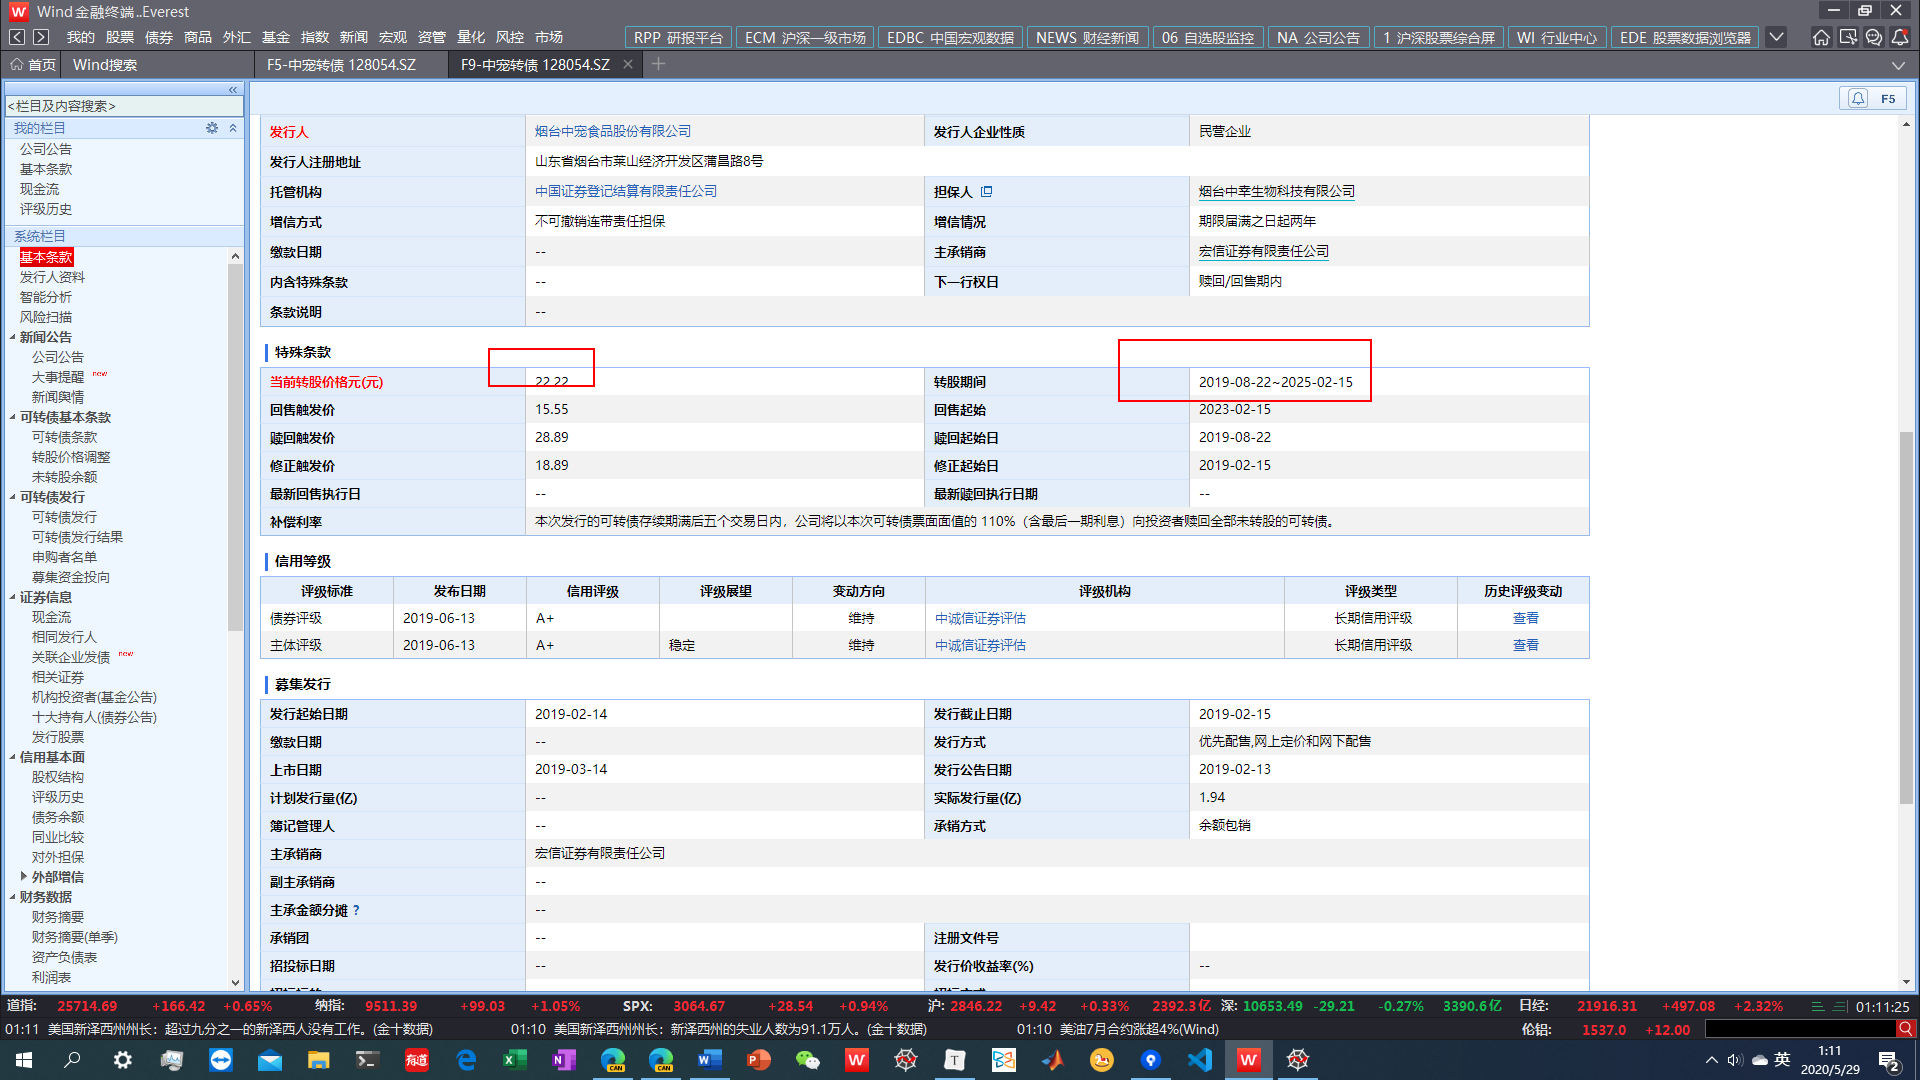 Wind金融终端..Everest
我的 股票 债券 商品 外汇 基金 指数 新闻 宏观 资管 量化 风控 市场
RPP 研报平台 ECM 沪深一级市场 EDBC 中国宏观数据 NEWS 财经新闻 06 自选股监控 NA 公司公告 1 沪深股票综合屏 WI 行业中心 EDE 股票数据浏览器
首页 Wind搜索 F5-中宠转债 128054.SZ F9-中宠转债 128054.SZ
<栏目及内容搜索>
我的栏目
公司公告
基本条款
现金流
评级历史
系统栏目
基本条款
发行人资料
智能分析
风险扫描
新闻公告
公司公告
大事提醒 new
新闻舆情
可转债基本条款
可转债条款
转股价格调整
未转股余额
可转债发行
可转债发行
可转债发行结果
申购者名单
募集资金投向
证券信息
现金流
相同发行人
关联企业发债 new
相关证券
机构投资者(基金公告)
十大持有人(债券公告)
发行股票
信用基本面
股权结构
评级历史
债务余额
同业比较
对外担保
外部增信
财务数据
财务摘要
财务摘要(单季)
资产负债表
利润表
F5
发行人 烟台中宠食品股份有限公司 发行人企业性质 民营企业
发行人注册地址 山东省烟台市莱山经济开发区蒲昌路8号
托管机构 中国证券登记结算有限责任公司 担保人 烟台中幸生物科技有限公司
增信方式 不可撤销连带责任担保 增信情况 期限届满之日起两年
缴款日期 -- 主承销商 宏信证券有限责任公司
内含特殊条款 -- 下一行权日 赎回/回售期内
条款说明 --
特殊条款
当前转股价格元(元) 22.22 转股期间 2019-08-22~2025-02-15
回售触发价 15.55 回售起始 2023-02-15
赎回触发价 28.89 赎回起始日 2019-08-22
修正触发价 18.89 修正起始日 2019-02-15
最新回售执行日 -- 最新赎回执行日期 --
补偿利率 本次发行的可转债存续期满后五个交易日内，公司将以本次可转债票面面值的 110%（含最后一期利息）向投资者赎回全部未转股的可转债。
信用等级
评级标准 发布日期 信用评级 评级展望 变动方向 评级机构 评级类型 历史评级变动
债券评级 2019-06-13 A+ 维持 中诚信证券评估 长期信用评级 查看
主体评级 2019-06-13 A+ 稳定 维持 中诚信证券评估 长期信用评级 查看
募集发行
发行起始日期 2019-02-14 发行截止日期 2019-02-15
缴款日期 -- 发行方式 优先配售,网上定价和网下配售
上市日期 2019-03-14 发行公告日期 2019-02-13
计划发行量(亿) -- 实际发行量(亿) 1.94
簿记管理人 -- 承销方式 余额包销
主承销商 宏信证券有限责任公司
副主承销商 --
主承金额分摊 ? --
承销团 -- 注册文件号
招投标日期 -- 发行价收益率(%) --
道指: 25714.69 +166.42 +0.65% 纳指: 9511.39 +99.03 +1.05% SPX: 3064.67 +28.54 +0.94% 沪: 2846.22 +9.42 +0.33% 2392.3亿 深: 10653.49 -29.21 -0.27% 3390.6亿 日经: 21916.31 +497.08 +2.32% 01:11:25
01:11 美国新泽西州州长：超过九分之一的新泽西人没有工作。(金十数据) 01:10 美国新泽西州州长：新泽西州的失业人数为91.1万人。(金十数据) 01:10 美油7月合约涨超4%(Wind) 伦铝: 1537.0 +12.00
有道 CAN CAN 英 1:11
2020/5/29 2